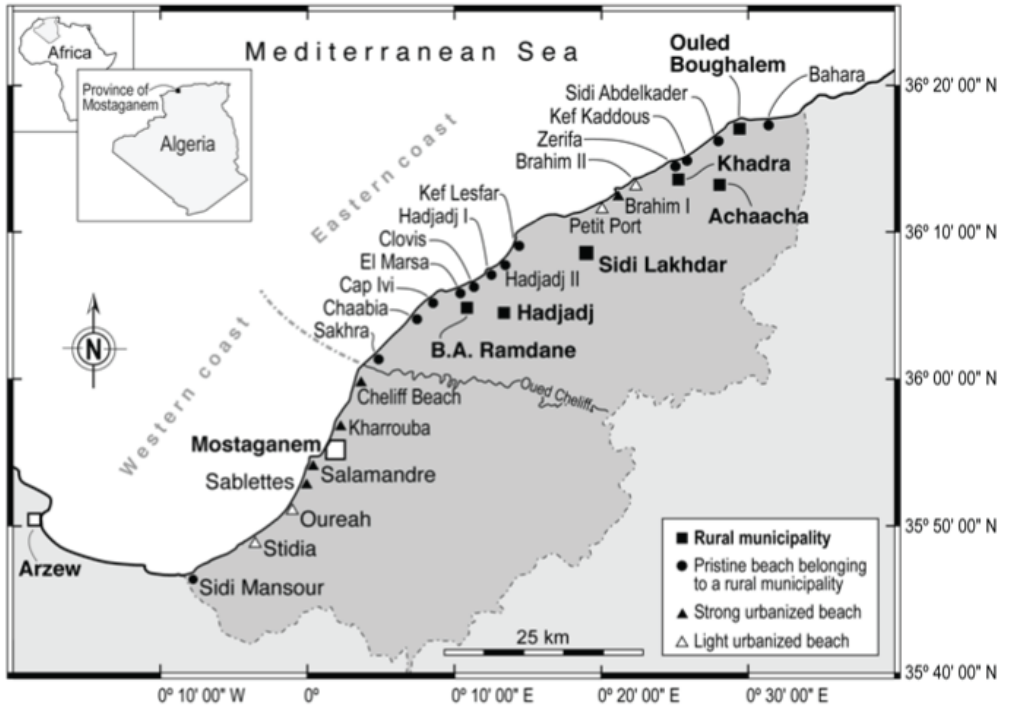 Africa
Province of
Mostaganem
Algeria
Mediterranean Sea
Ouled
Boughalem
Bahara
Sidi Abdelkader
Kef Kaddous
Zerifa
Brahim II
Khadra
Brahim I
Achaacha
Petit Port
Eastern coast
Kef Lesfar
Hadjadj I
Clovis
El Marsa
Hadjadj II
Sidi Lakhdar
Cap Ivi
Chaabia
Sakhra
Hadjadj
B.A. Ramdane
N
Western coast
Oued Cheliff
Cheliff Beach
Kharrouba
Mostaganem
Salamandre
Sablettes
Oureah
Stidia
Arzew
Sidi Mansour
Rural municipality
Pristine beach belonging
to a rural municipality
Strong urbanized beach
Light urbanized beach
25 km
36º 20' 00" N
36º 10' 00" N
36º 00' 00" N
35º 50' 00" N
35º 40' 00" N
0º 10' 00"W
0º
0º 10' 00" E
0º 20' 00" E
0º 30' 00" E